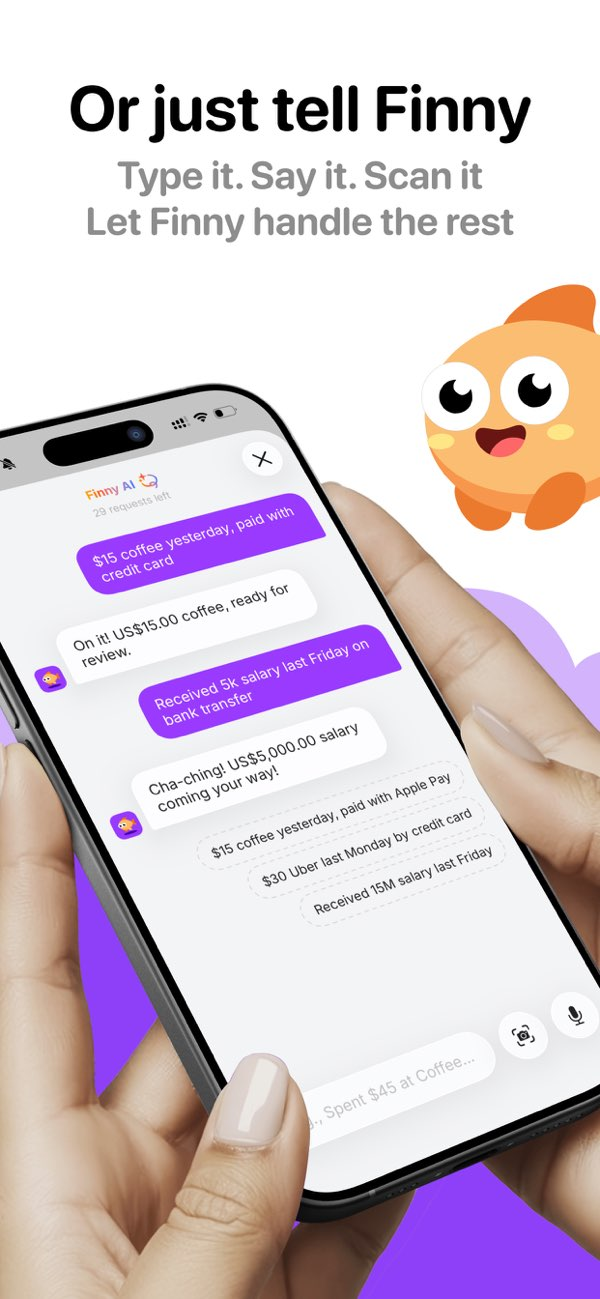 Or just tell Finny
Type it. Say it. Scan it
Let Finny handle the rest
Finny AI
29 requests left
$15 coffee yesterday, paid with
credit card
On it! US$15.00 coffee, ready for
review.
Received 5k salary last Friday on
bank transfer
Cha-ching! US$5,000.00 salary
coming your way!
$15 coffee yesterday, paid with Apple Pay
$30 Uber last Monday by credit card
Received 15M salary last Friday
., Spent $45 at Coffee...